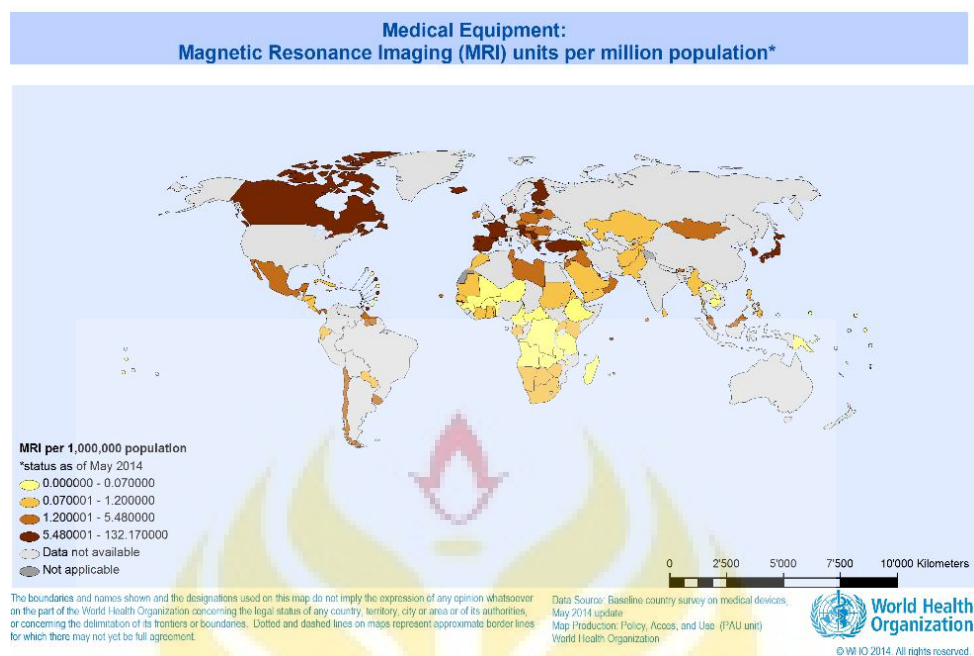 Medical Equipment:
Magnetic Resonance Imaging (MRI) units per million population*
MRI per 1,000,000 population
*status as of May 2014
0.000000 - 0.070000
0.070001 - 1.200000
1.200001 - 5.480000
5.480001 - 132.170000
Data not available
Not applicable
0 2'500 5'000 7'500 10'000 Kilometers
The boundaries and names shown and the designations used on this map do not imply the expression of any opinion whatsoever
on the part of the World Health Organization concerning the legal status of any country, territory, city or area or of its authorities,
or concerning the delimitation of its frontiers or boundaries. Dotted and dashed lines on maps represent approximate border lines
for which there may not yet be full agreement.
Data Source: Baseline country survey on medical devices,
May 2014 update
Map Production: Policy, Access, and Use (PAU unit)
World Health Organization
World Health
Organization
© WHO 2014. All rights reserved.